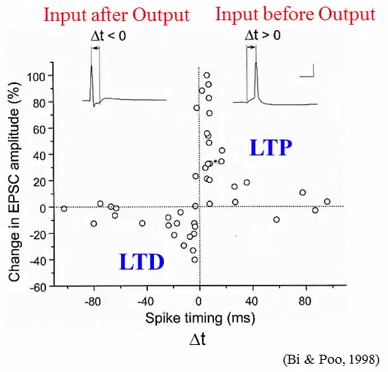 Input after Output
Input before Output
Δt < 0
Δt > 0
Change in EPSC amplitude (%)
100
80
60
40
20
0
-20
-40
-60
LTP
LTD
-80
-40
0
40
80
Spike timing (ms)
Δt
(Bi & Poo, 1998)